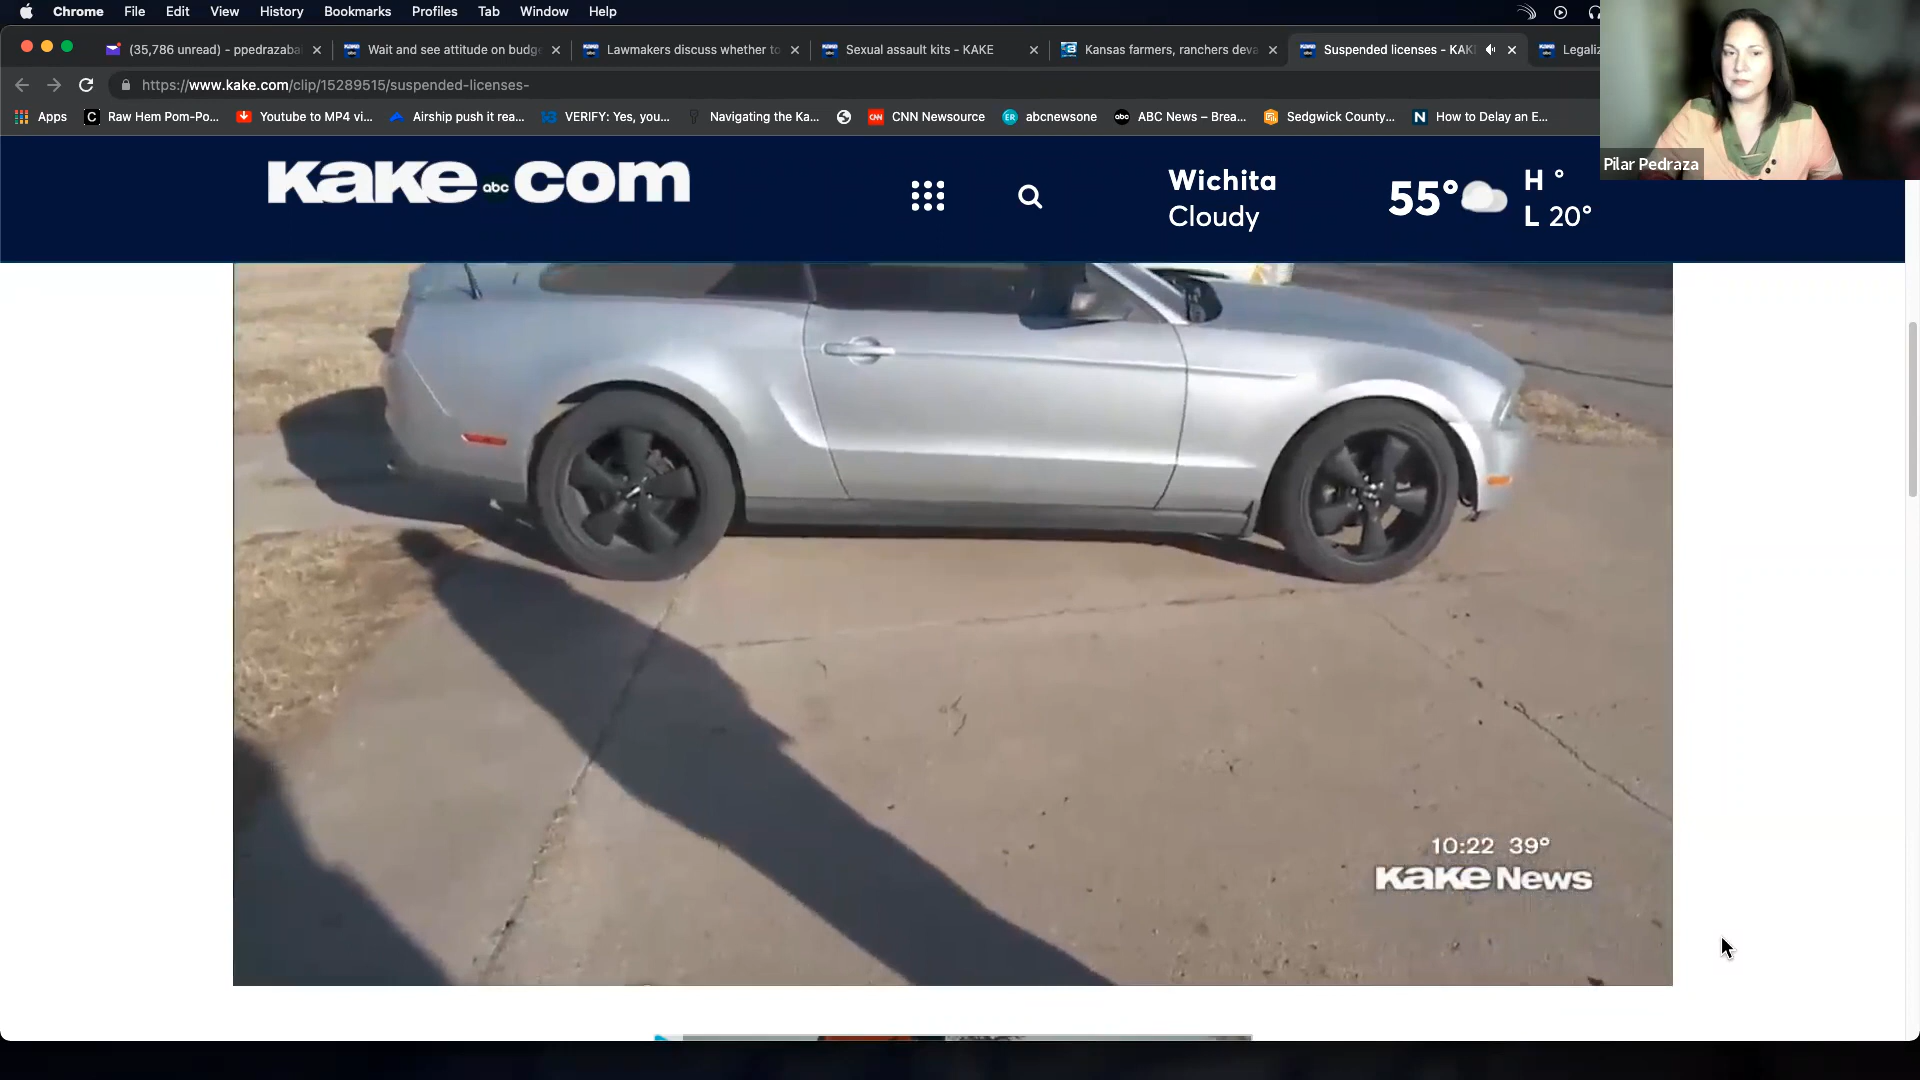 Chrome File Edit View History Bookmarks Profiles Tab Window Help
(35,786 unread) - ppedrazaba
Wait and see attitude on budg
Lawmakers discuss whether to
Sexual assault kits - KAKE
Kansas farmers, ranchers deva
Suspended licenses - KAK
Legaliz
https://www.kake.com/clip/15289515/suspended-licenses-
Apps
C Raw Hem Pom-Po...
Youtube to MP4 vi...
Airship push it rea...
VERIFY: Yes, you...
Navigating the Ka...
CNN CNN Newsource
ER abcnewsone
abc ABC News – Brea...
Sedgwick County...
N How to Delay an E...
Pilar Pedraza
KAKE abc com
Wichita
Cloudy
55°
H °
L 20°
10:22 39°
KAKE News